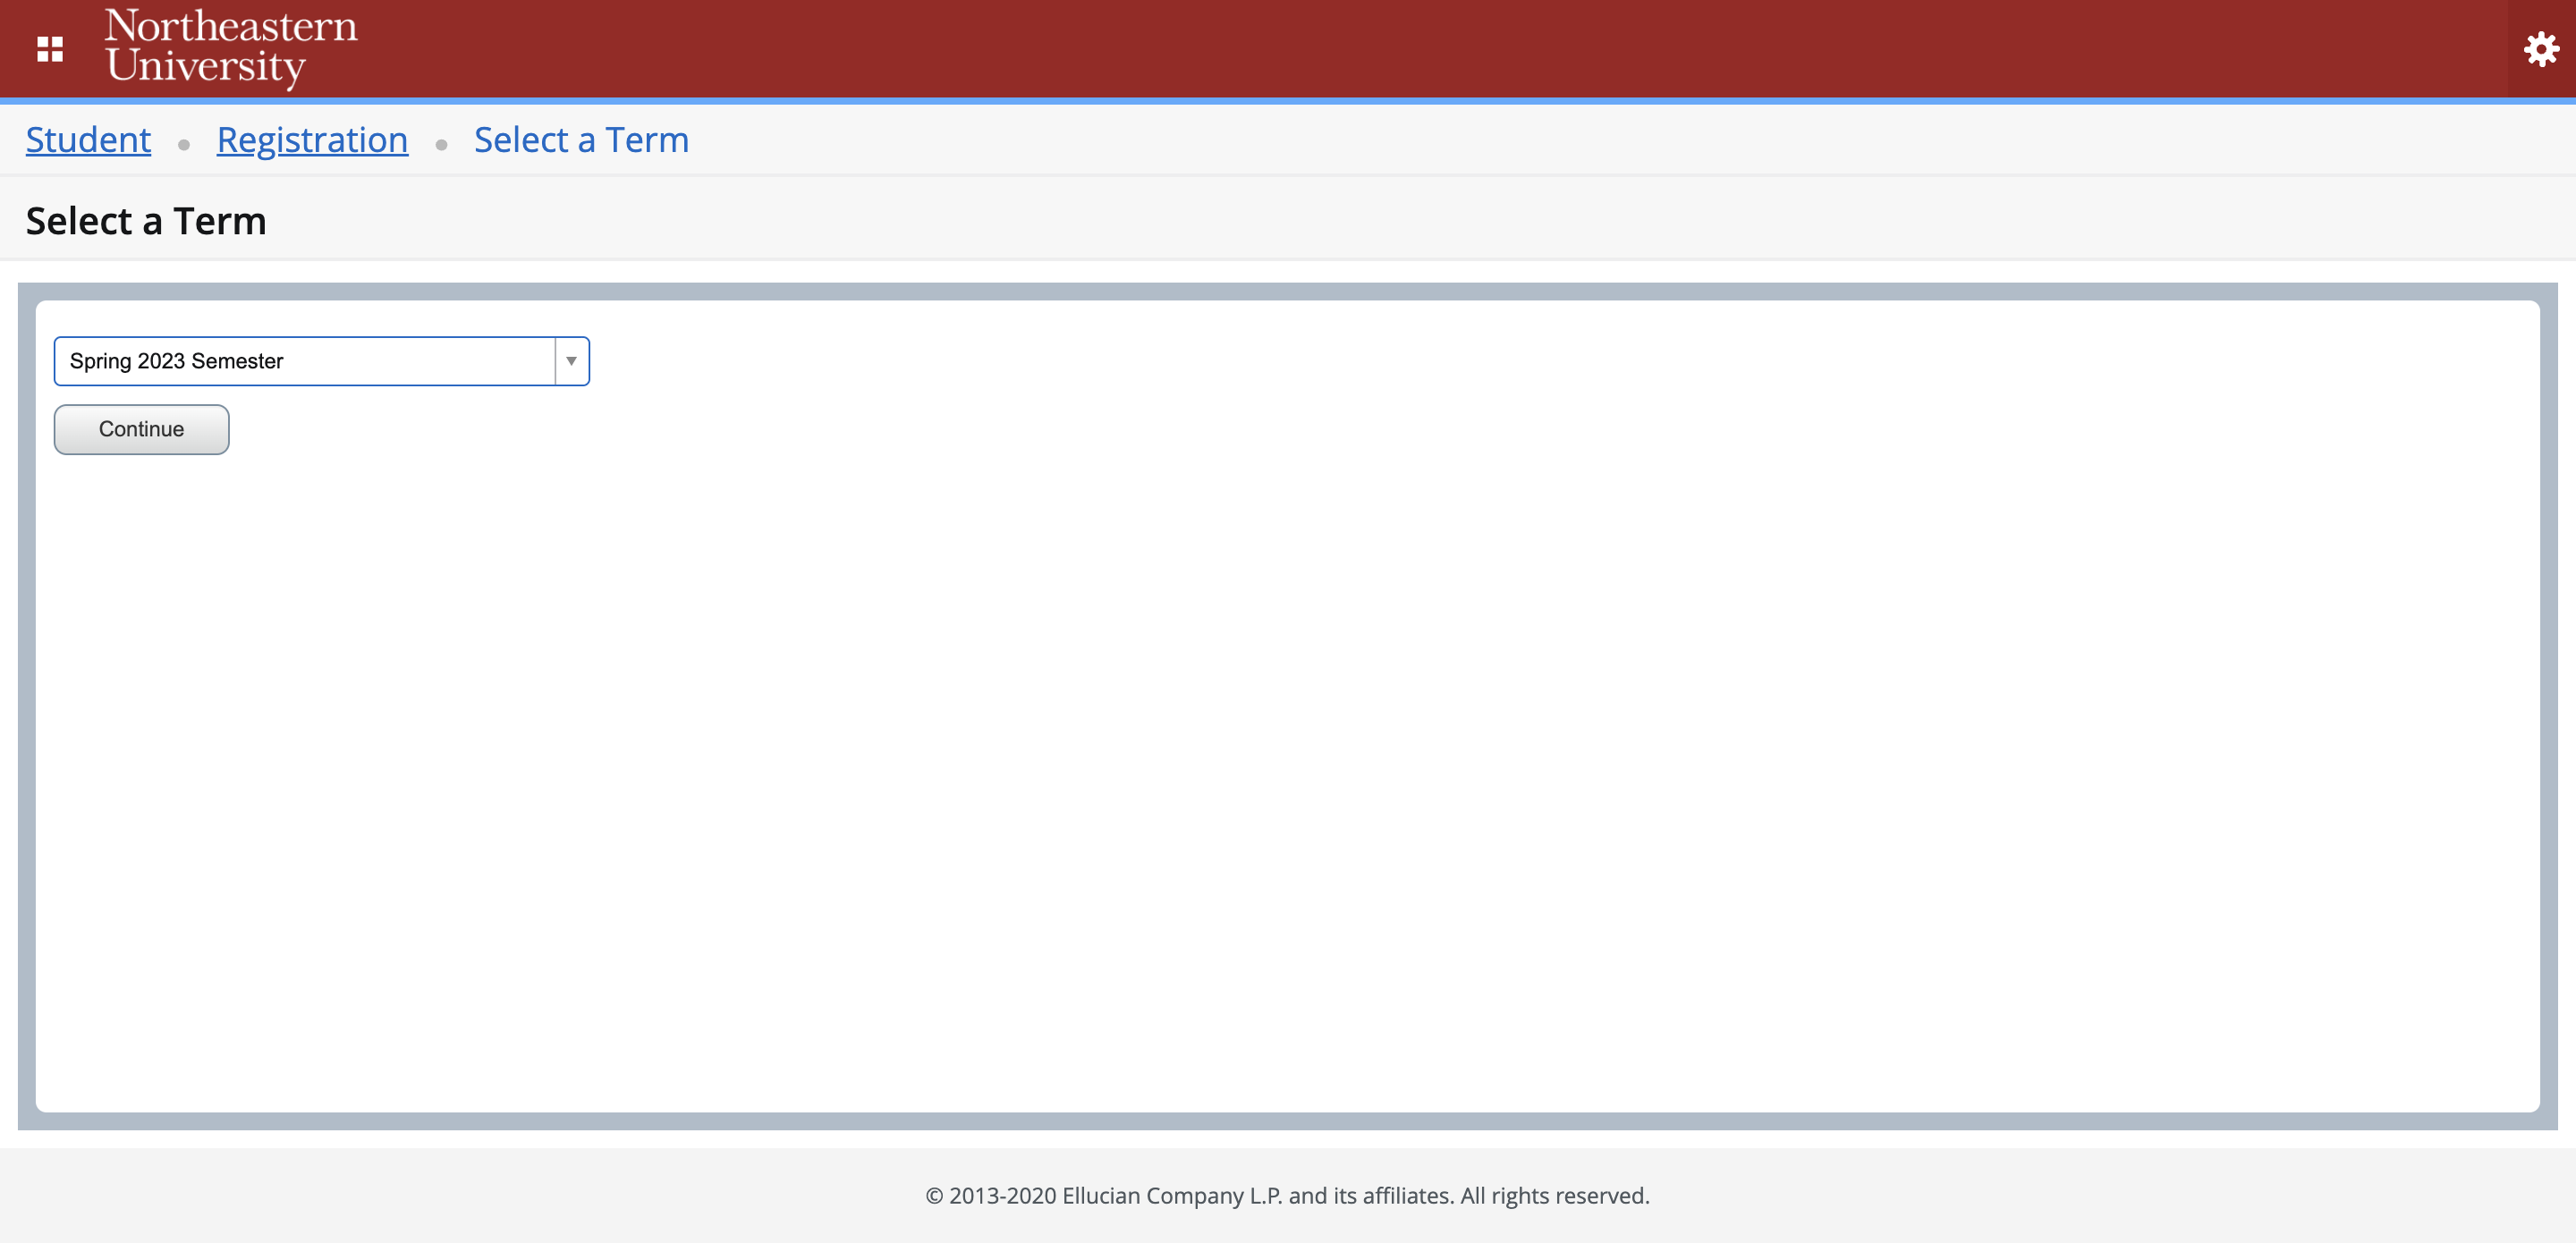 Northeastern
University
Student • Registration • Select a Term
Select a Term
Spring 2023 Semester
Continue
© 2013-2020 Ellucian Company L.P. and its affiliates. All rights reserved.